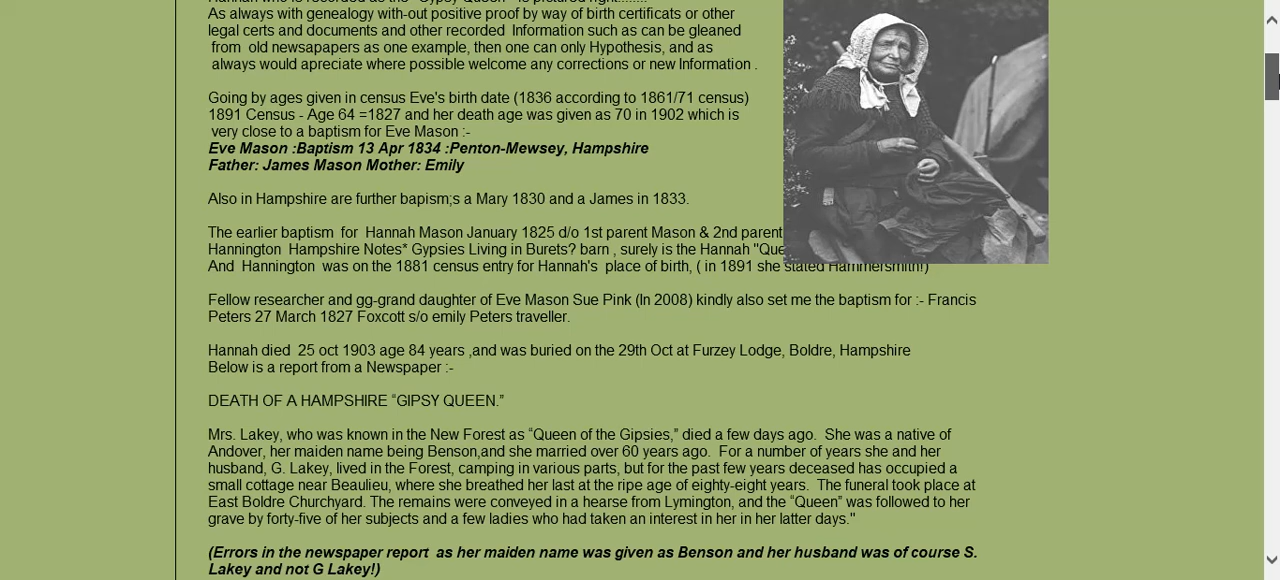 Hannah who is recorded as the "Gypsy Queen" is pictured right........
As always with genealogy with-out positive proof by way of birth certificats or other
legal certs and documents and other recorded Information such as can be gleaned
from old newsapapers as one example, then one can only Hypothesis, and as
always would apreciate where possible welcome any corrections or new Information .
Going by ages given in census Eve's birth date (1836 according to 1861/71 census)
1891 Census - Age 64 =1827 and her death age was given as 70 in 1902 which is
very close to a baptism for Eve Mason :-
Eve Mason :Baptism 13 Apr 1834 :Penton-Mewsey, Hampshire
Father: James Mason Mother: Emily
Also in Hampshire are further bapism;s a Mary 1830 and a James in 1833.
The earlier baptism for Hannah Mason January 1825 d/o 1st parent Mason & 2nd parent
Hannington Hampshire Notes* Gypsies Living in Burets? barn , surely is the Hannah "Que
And Hannington was on the 1881 census entry for Hannah's place of birth, ( in 1891 she stated Hammersmith!)
Fellow researcher and gg-grand daughter of Eve Mason Sue Pink (In 2008) kindly also set me the baptism for :- Francis
Peters 27 March 1827 Foxcott s/o emily Peters traveller.
Hannah died 25 oct 1903 age 84 years ,and was buried on the 29th Oct at Furzey Lodge, Boldre, Hampshire
Below is a report from a Newspaper :-
DEATH OF A HAMPSHIRE “GIPSY QUEEN.”
Mrs. Lakey, who was known in the New Forest as “Queen of the Gipsies,” died a few days ago. She was a native of
Andover, her maiden name being Benson,and she married over 60 years ago. For a number of years she and her
husband, G. Lakey, lived in the Forest, camping in various parts, but for the past few years deceased has occupied a
small cottage near Beaulieu, where she breathed her last at the ripe age of eighty-eight years. The funeral took place at
East Boldre Churchyard. The remains were conveyed in a hearse from Lymington, and the “Queen” was followed to her
grave by forty-five of her subjects and a few ladies who had taken an interest in her in her latter days."
(Errors in the newspaper report as her maiden name was given as Benson and her husband was of course S.
Lakey and not G Lakey!)